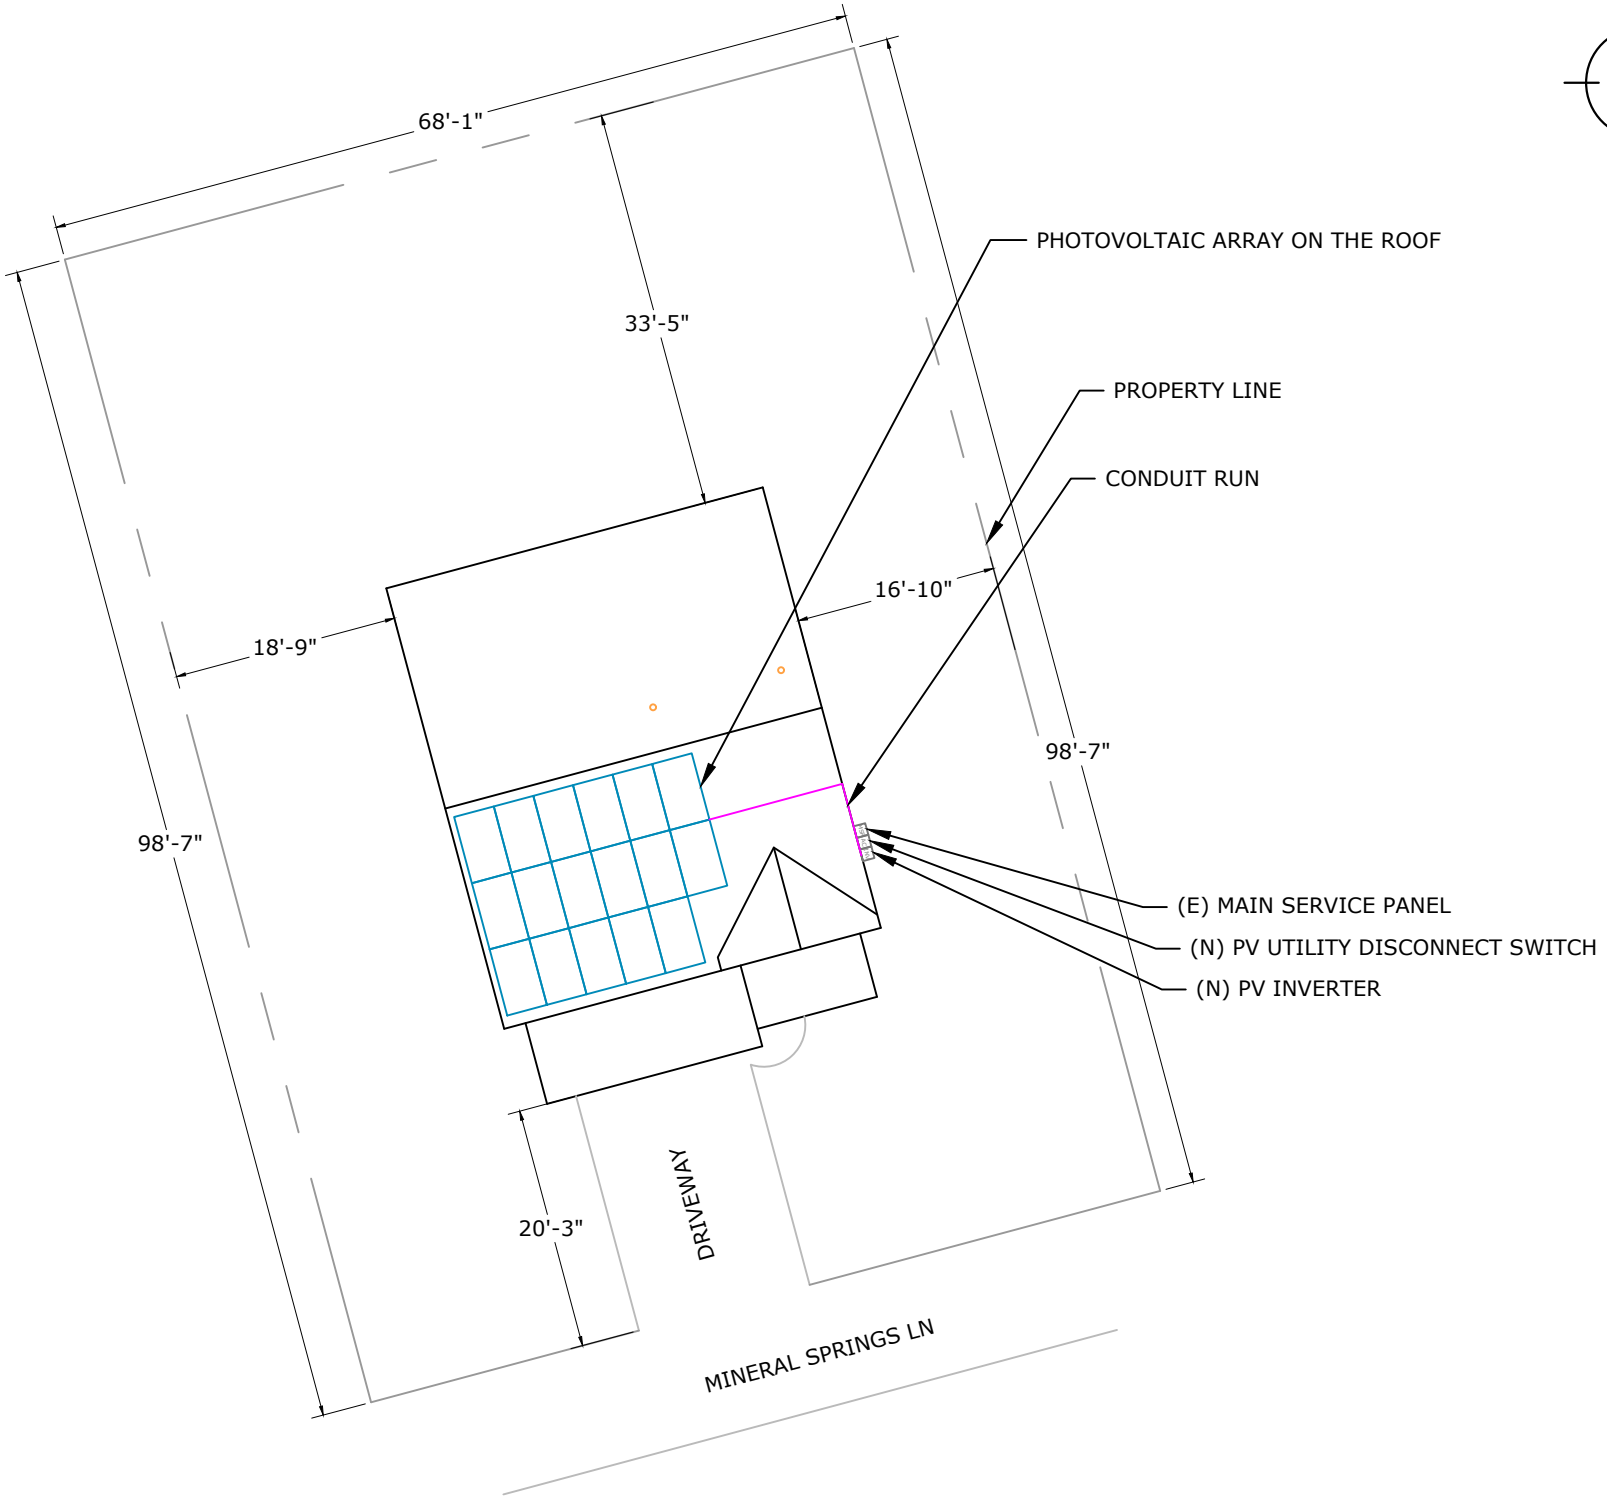 68'-1"
PHOTOVOLTAIC ARRAY ON THE ROOF
33'-5"
PROPERTY LINE
CONDUIT RUN
16'-10"
18'-9"
98'-7"
98'-7"
(E) MAIN SERVICE PANEL
(N) PV UTILITY DISCONNECT SWITCH
(N) PV INVERTER
DRIVEWAY
20'-3"
MINERAL SPRINGS LN